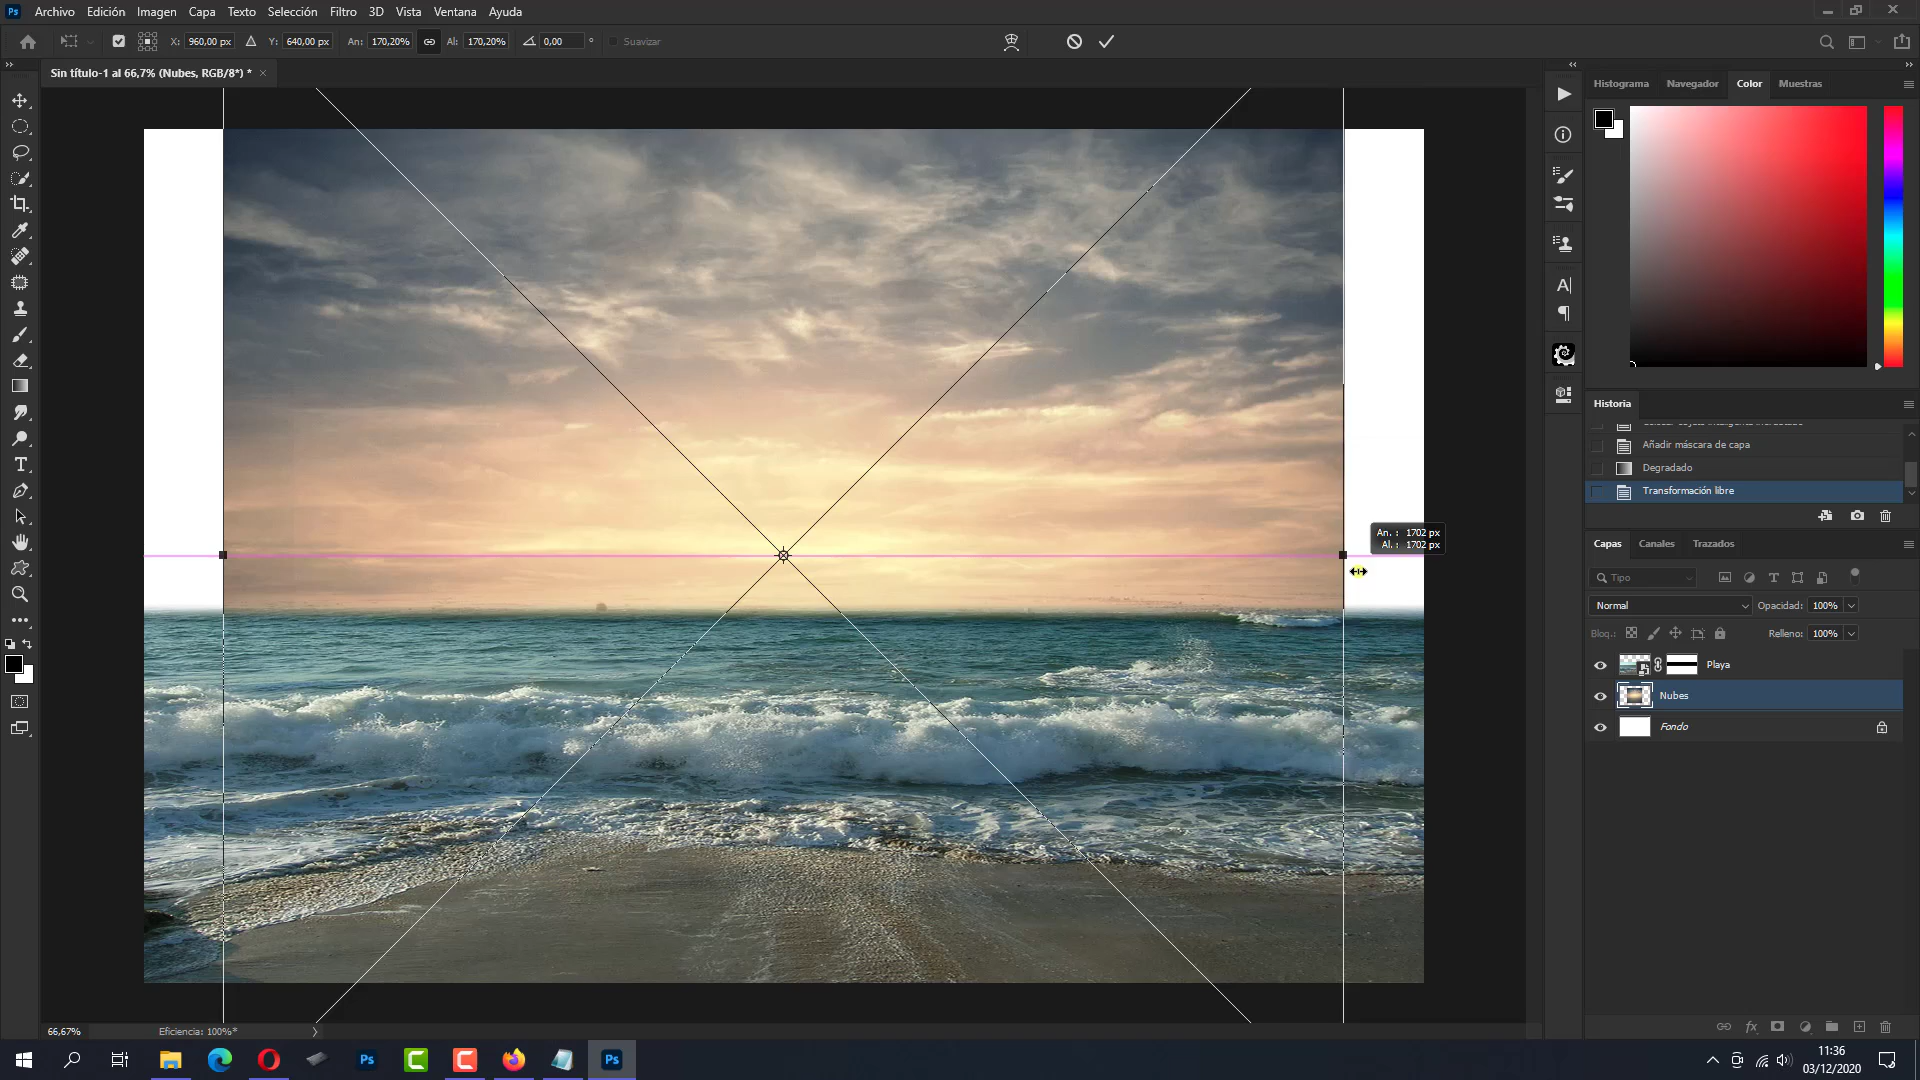 Ps Archivo Edición Imagen Capa Texto Selección Filtro 3D Vista Ventana Ayuda
X: 960,00 px Y: 640,00 px An: 170,20% Al: 170,20% 0,00 ° Suavizar
Sin título-1 al 66,7% (Nubes, RGB/8*) *
Histograma Navegador Color Muestras
Historia
Añadir máscara de capa
Degradado
Transformación libre
An. : 1702 px
Al. : 1702 px
Capas Canales Trazados
Tipo
Normal Opacidad: 100%
Bloq.: Relleno: 100%
Playa
Nubes
Fondo
66,67% Eficiencia: 100%*
Ps C C Ps
11:36
03/12/2020